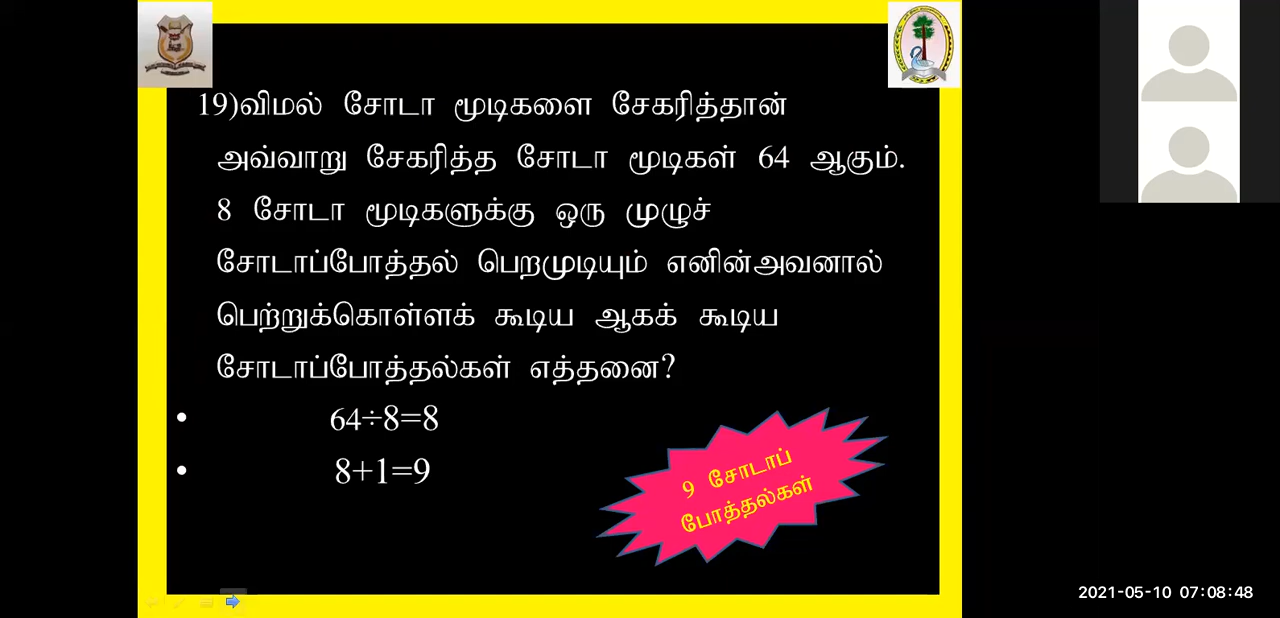 19)விமல் சோடா மூடிகளை சேகரித்தான்
அவ்வாறு சேகரித்த சோடா மூடிகள் 64 ஆகும்.
8 சோடா மூடிகளுக்கு ஒரு முழுச்
சோடாப்போத்தல் பெறமுடியும் எனின்அவனால்
பெற்றுக்கொள்ளக் கூடிய ஆகக் கூடிய
சோடாப்போத்தல்கள் எத்தனை?
• 64÷8=8
• 8+1=9
9 சோடாப்
போத்தல்கள்
2021-05-10 07:08:48